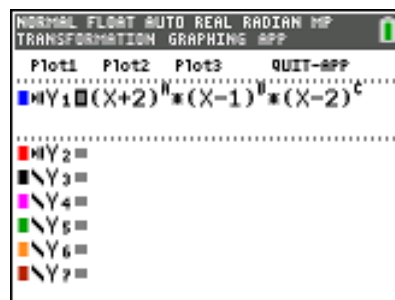 NORMAL FLOAT AUTO REAL RADIAN MP
TRANSFORMATION GRAPHING APP
Plot1 Plot2 Plot3 QUIT-APP
Y₁=(X+2)ᴬ*(X-1)ᴮ*(X-2)ᶜ
Y₂=
Y₃=
Y₄=
Y₅=
Y₆=
Y₇=